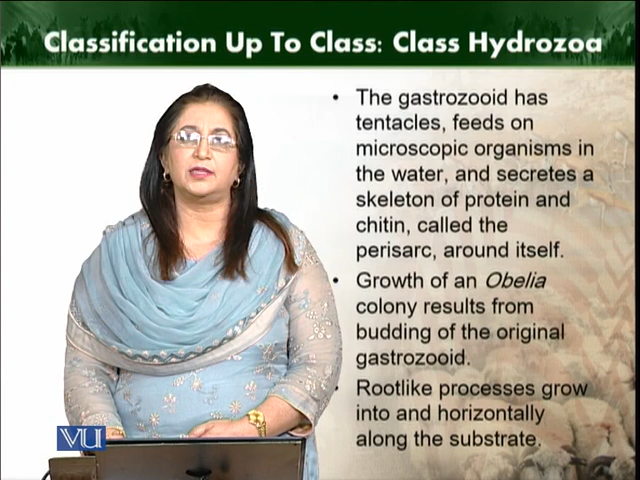 Classification Up To Class: Class Hydrozoa
• The gastrozooid has
tentacles, feeds on
microscopic organisms in
the water, and secretes a
skeleton of protein and
chitin, called the
perisarc, around itself.
• Growth of an Obelia
colony results from
budding of the original
gastrozooid.
• Rootlike processes grow
into and horizontally
along the substrate.
VU